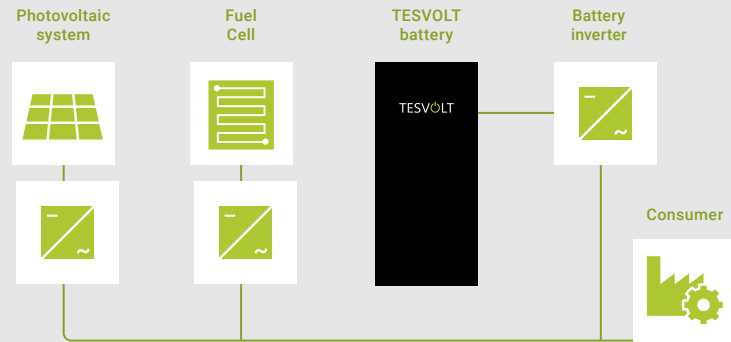 Photovoltaic
system
Fuel
Cell
TESVOLT
battery
Battery
inverter
TESVOLT
Consumer